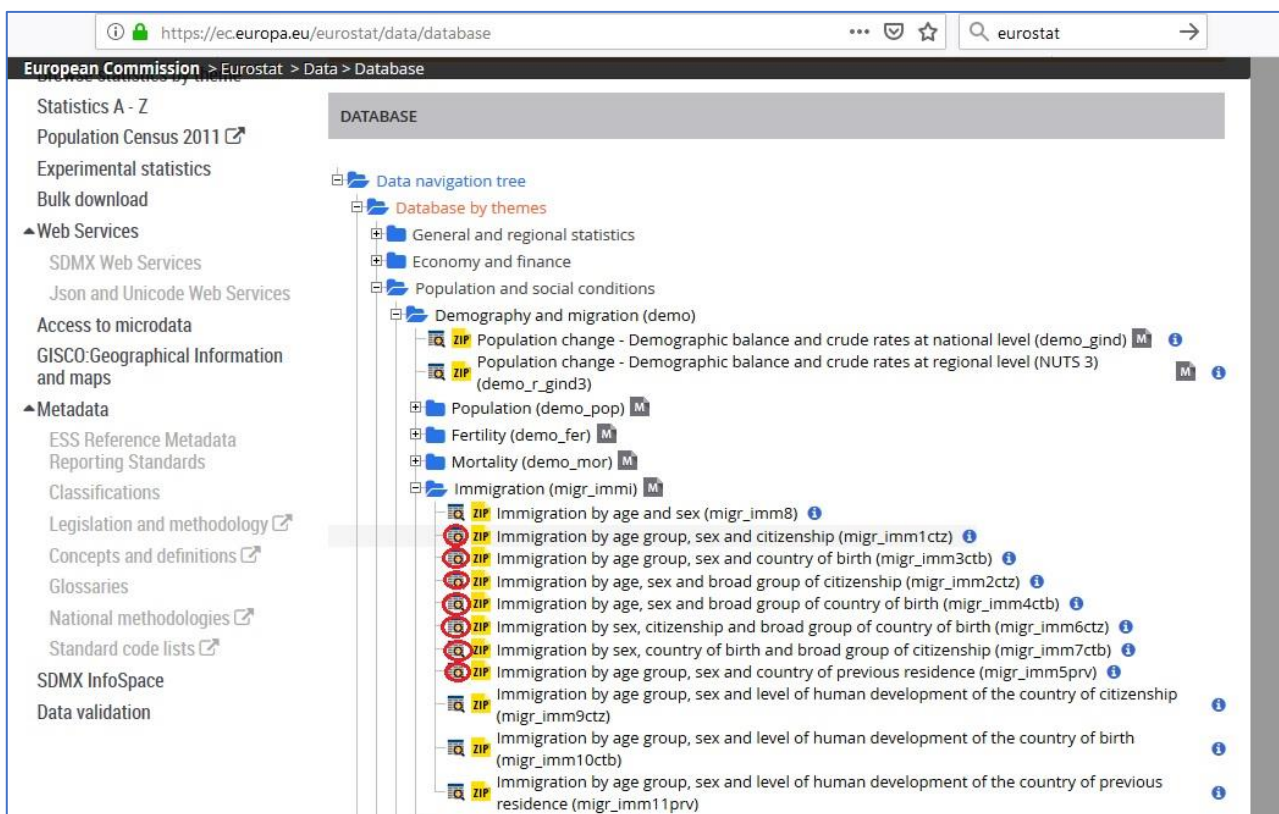 https://ec.europa.eu/eurostat/data/database
eurostat
European Commission > Eurostat > Data > Database
Browse statistics by theme
Statistics A - Z
Population Census 2011
Experimental statistics
Bulk download
Web Services
SDMX Web Services
Json and Unicode Web Services
Access to microdata
GISCO:Geographical Information
and maps
Metadata
ESS Reference Metadata
Reporting Standards
Classifications
Legislation and methodology
Concepts and definitions
Glossaries
National methodologies
Standard code lists
SDMX InfoSpace
Data validation
DATABASE
Data navigation tree
Database by themes
General and regional statistics
Economy and finance
Population and social conditions
Demography and migration (demo)
ZIP Population change - Demographic balance and crude rates at national level (demo_gind) M
ZIP Population change - Demographic balance and crude rates at regional level (NUTS 3) M
(demo_r_gind3)
Population (demo_pop) M
Fertility (demo_fer) M
Mortality (demo_mor) M
Immigration (migr_immi) M
ZIP Immigration by age and sex (migr_imm8)
ZIP Immigration by age group, sex and citizenship (migr_imm1ctz)
ZIP Immigration by age group, sex and country of birth (migr_imm3ctb)
ZIP Immigration by age, sex and broad group of citizenship (migr_imm2ctz)
ZIP Immigration by age, sex and broad group of country of birth (migr_imm4ctb)
ZIP Immigration by sex, citizenship and broad group of country of birth (migr_imm6ctz)
ZIP Immigration by sex, country of birth and broad group of citizenship (migr_imm7ctb)
ZIP Immigration by age group, sex and country of previous residence (migr_imm5prv)
ZIP Immigration by age group, sex and level of human development of the country of citizenship
(migr_imm9ctz)
ZIP Immigration by age group, sex and level of human development of the country of birth
(migr_imm10ctb)
ZIP Immigration by age group, sex and level of human development of the country of previous
residence (migr_imm11prv)